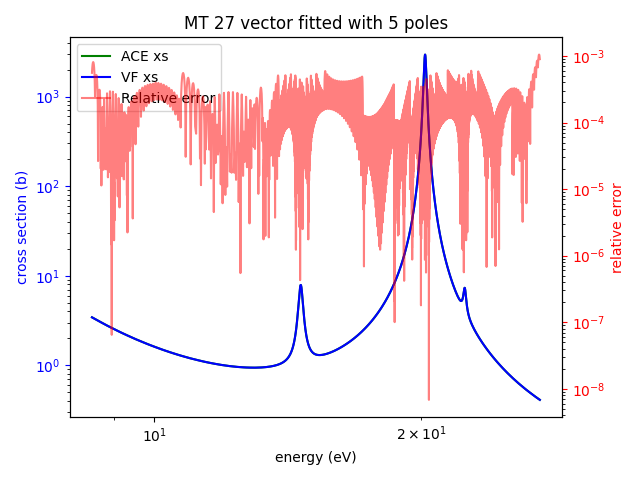 MT 27 vector fitted with 5 poles
ACE xs
VF xs
Relative error
cross section (b)
10³
10²
10¹
10⁰
relative error
10⁻³
10⁻⁴
10⁻⁵
10⁻⁶
10⁻⁷
10⁻⁸
10¹
2 × 10¹
energy (eV)